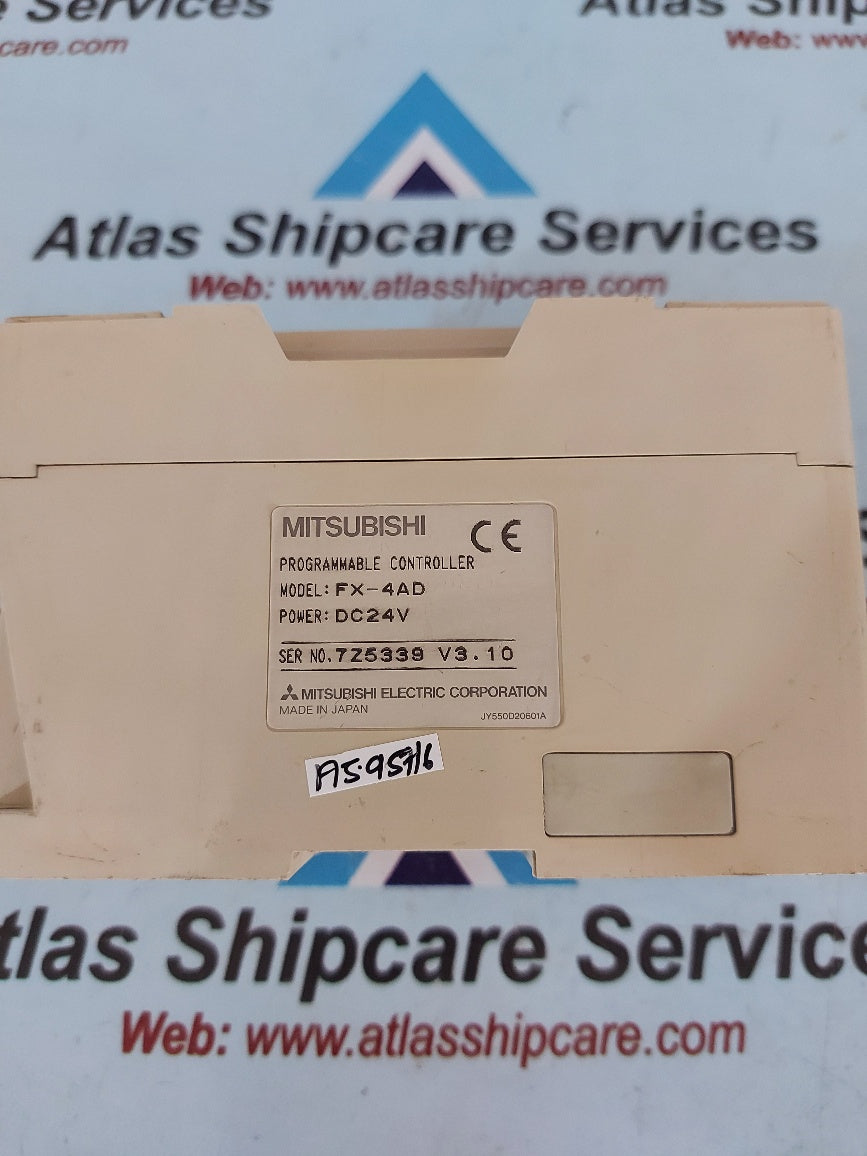 e Services
care.com
Atlas Ship
Web: www
Atlas Shipcare Services
Web: www.atlasshipcare.com
MITSUBISHI CE
PROGRAMMABLE CONTROLLER
MODEL: FX-4AD
POWER: DC24V
SER NO. 7Z5339 V3.10
MITSUBISHI ELECTRIC CORPORATION
MADE IN JAPAN JY550D20601A
tlas Shipcare Service
Web: www.atlasshipcare.com